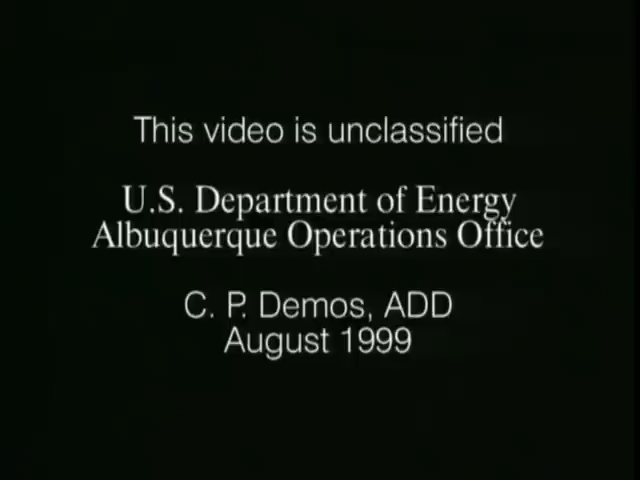 This video is unclassified
U.S. Department of Energy
Albuquerque Operations Office
C. P. Demos, ADD
August 1999